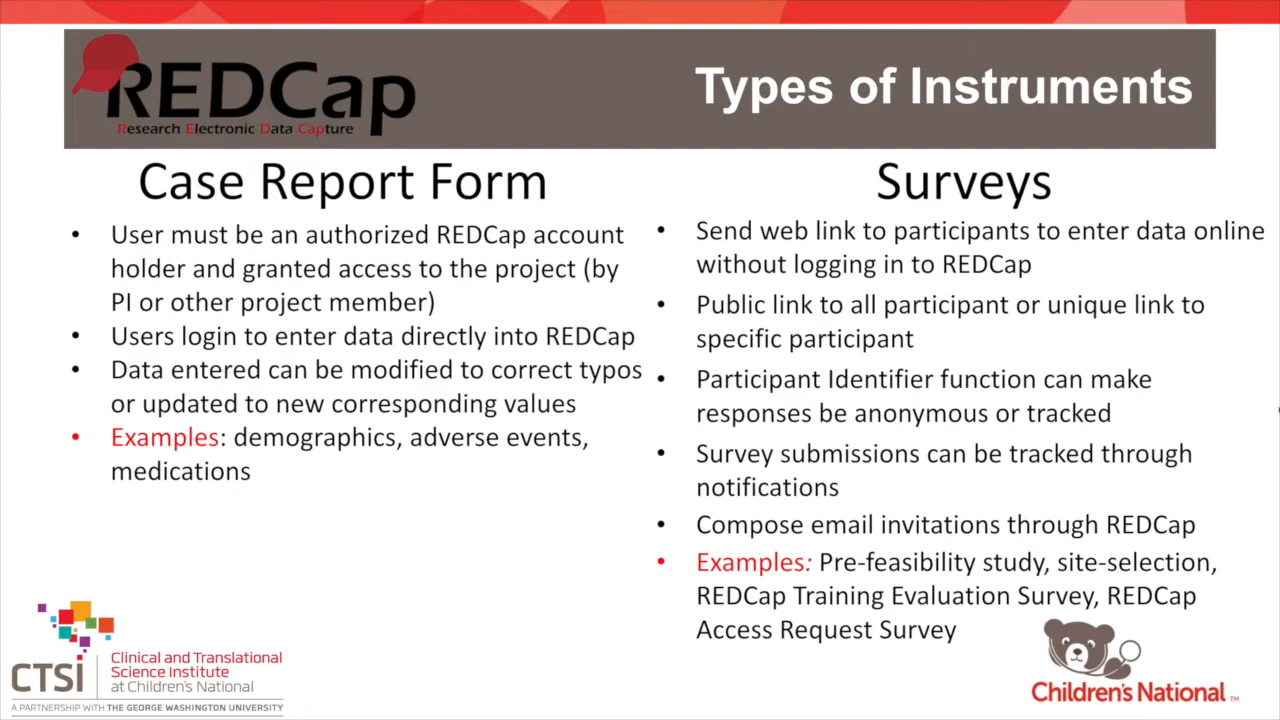 REDCap
Research Electronic Data Capture
Types of Instruments
Case Report Form
• User must be an authorized REDCap account
holder and granted access to the project (by
PI or other project member)
• Users login to enter data directly into REDCap
• Data entered can be modified to correct typos
or updated to new corresponding values
• Examples: demographics, adverse events,
medications
Surveys
• Send web link to participants to enter data online
without logging in to REDCap
• Public link to all participant or unique link to
specific participant
• Participant Identifier function can make
responses be anonymous or tracked
• Survey submissions can be tracked through
notifications
• Compose email invitations through REDCap
• Examples: Pre-feasibility study, site-selection,
REDCap Training Evaluation Survey, REDCap
Access Request Survey
CTSi
Clinical and Translational
Science Institute
at Children's National
A PARTNERSHIP WITH THE GEORGE WASHINGTON UNIVERSITY
Children's National ™